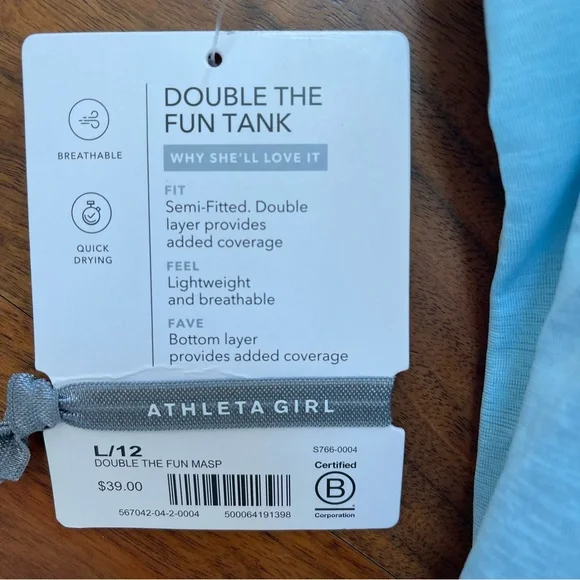 BREATHABLE
QUICK
DRYING
DOUBLE THE
FUN TANK
WHY SHE'LL LOVE IT
FIT
Semi-Fitted. Double
layer provides
added coverage
FEEL
Lightweight
and breathable
FAVE
Bottom layer
provides added coverage
ATHLETA GIRL
L/12
DOUBLE THE FUN MASP
$39.00
567042-04-2-0004
500064191398
S766-0004
Certified
B
Corporation